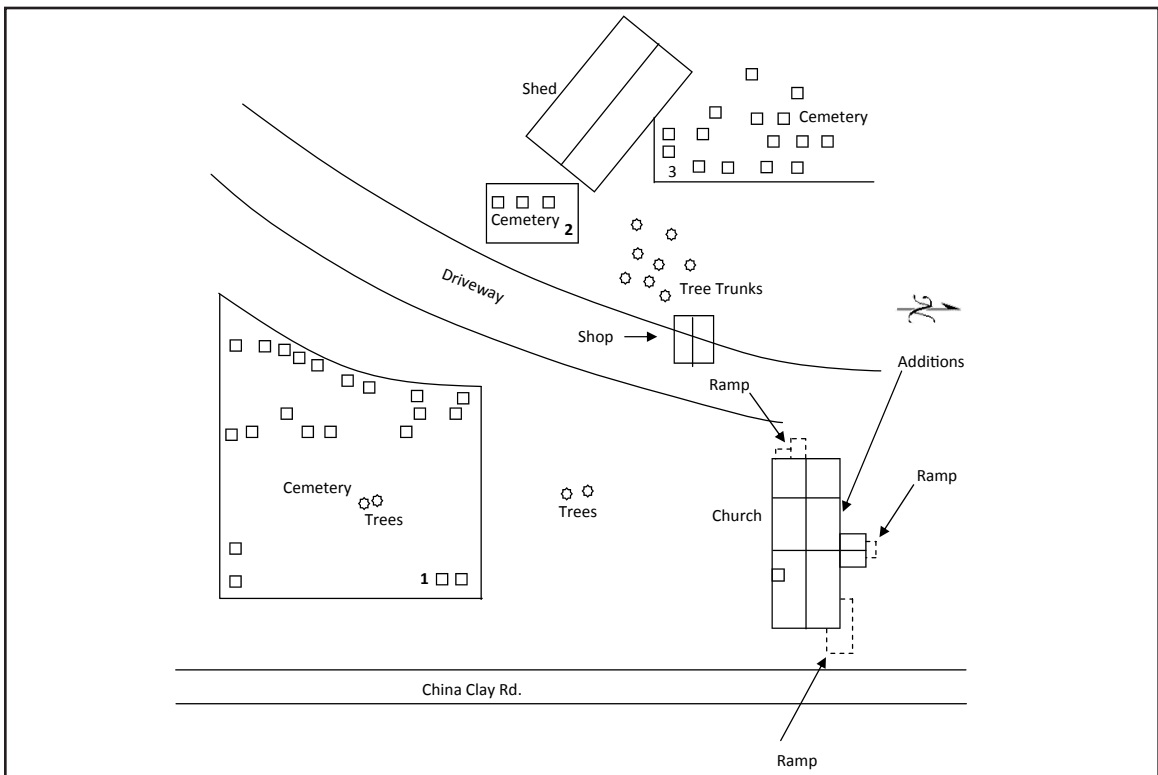 Shed
Cemetery
3
Cemetery
2
Driveway
Tree Trunks
Shop
Additions
Ramp
Ramp
Cemetery
Trees
Trees
Church
1
China Clay Rd.
Ramp